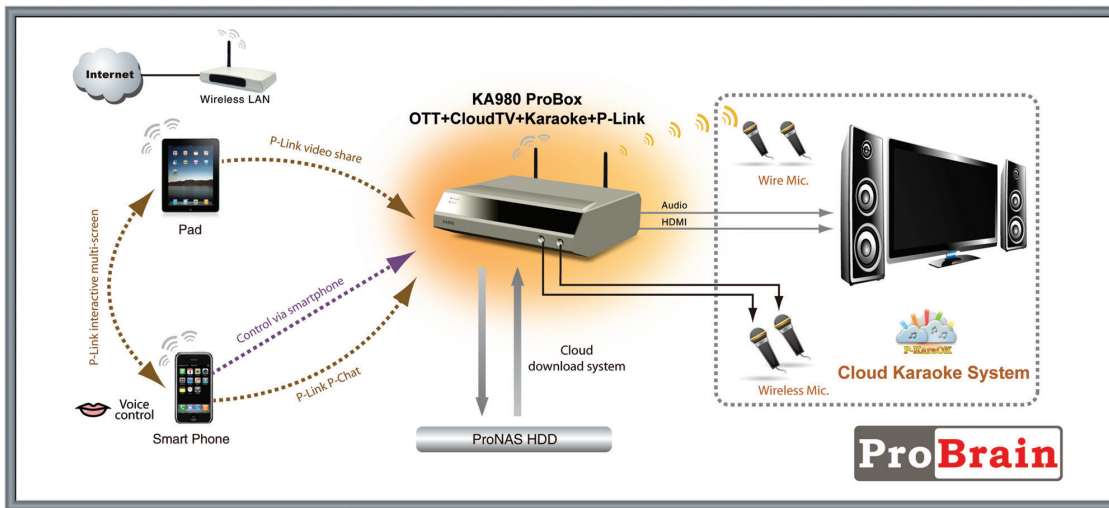 Internet
Wireless LAN
KA980 ProBox
OTT+CloudTV+Karaoke+P-Link
P-Link video share
Pad
P-Link interactive multi-screen
Control via smartphone
P-Link P-Chat
Voice
control
Smart Phone
Audio
HDMI
Cloud
download system
ProNAS HDD
Wire Mic.
Wireless Mic.
P-KaraOK
Cloud Karaoke System
ProBrain